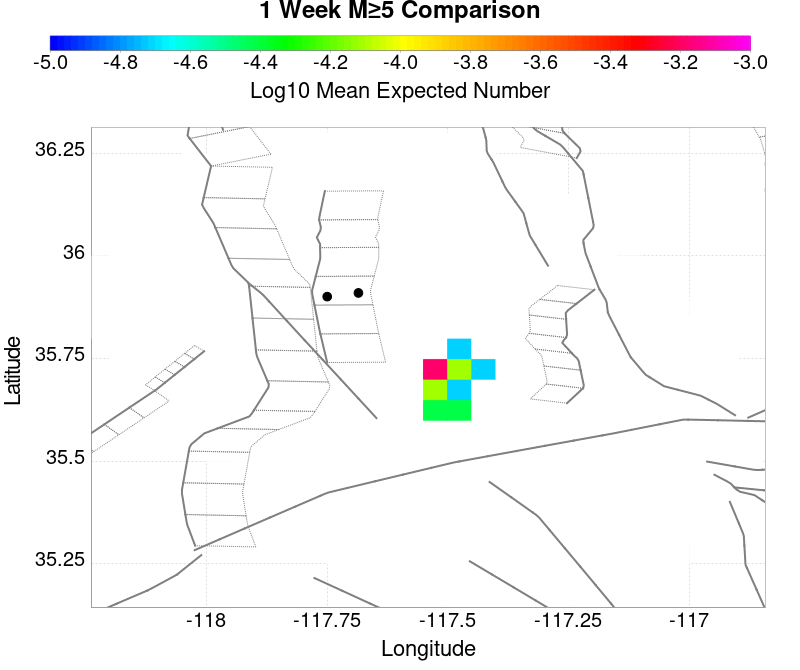 1 Week M≥5 Comparison
-5.0 -4.8 -4.6 -4.4 -4.2 -4.0 -3.8 -3.6 -3.4 -3.2 -3.0
Log10 Mean Expected Number
36.25
36
35.75
35.5
35.25
Latitude
-118 -117.75 -117.5 -117.25 -117
Longitude